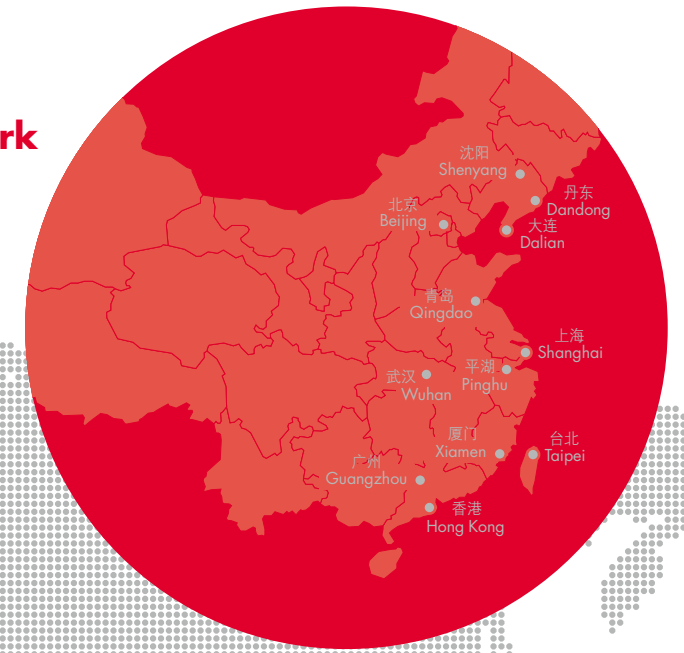 rk
沈阳
Shenyang
丹东
Dandong
北京
Beijing
大连
Dalian
青岛
Qingdao
上海
Shanghai
平湖
Pinghu
武汉
Wuhan
厦门
Xiamen
台北
Taipei
广州
Guangzhou
香港
Hong Kong